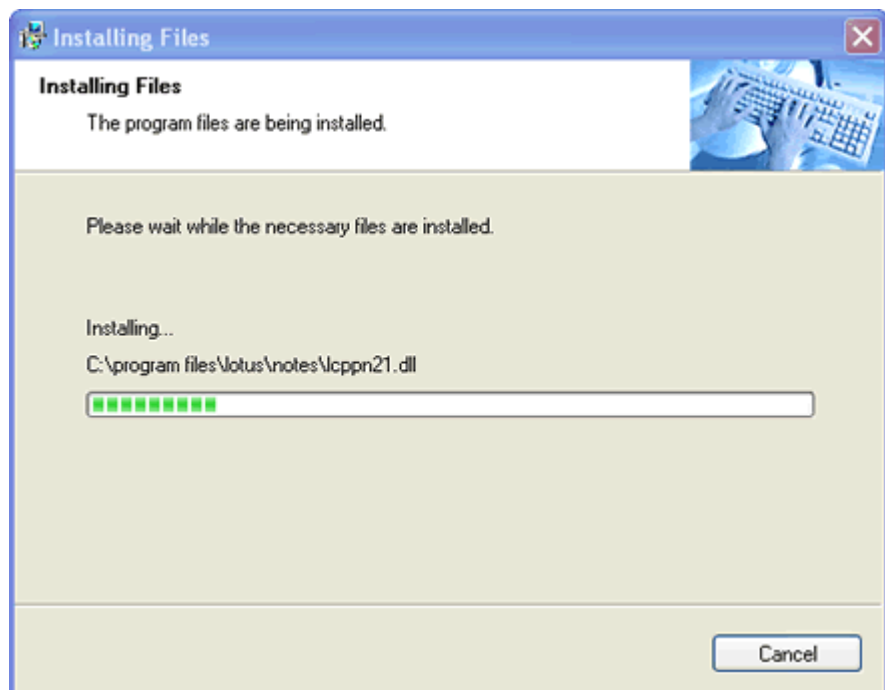 Installing Files
Installing Files
The program files are being installed.
Please wait while the necessary files are installed.
Installing...
C:\program files\lotus\notes\lcppn21.dll
Cancel